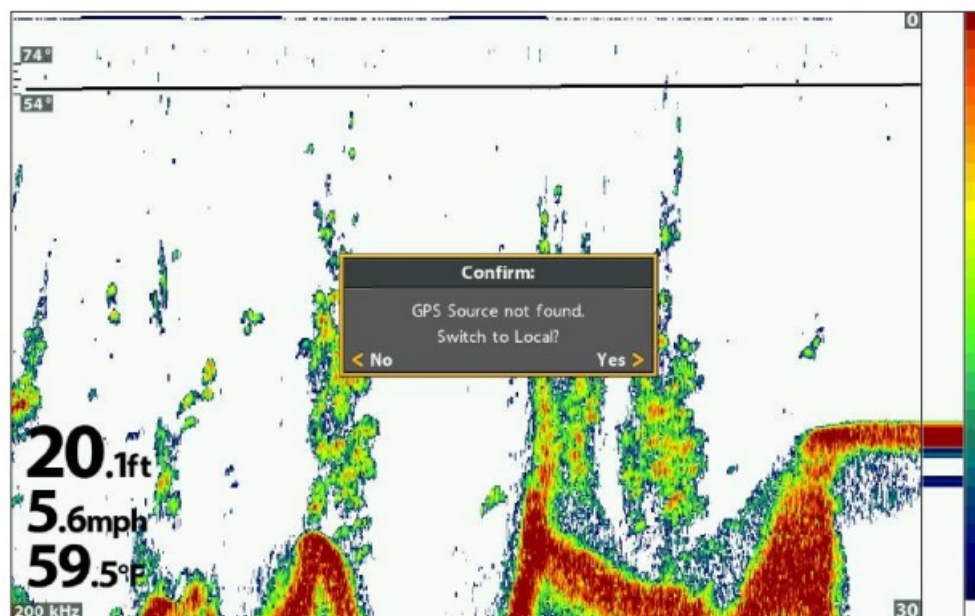 0
74°
54°
Confirm:
GPS Source not found.
Switch to Local?
< No Yes >
20.1ft
5.6mph
59.5°F
200 kHz 30